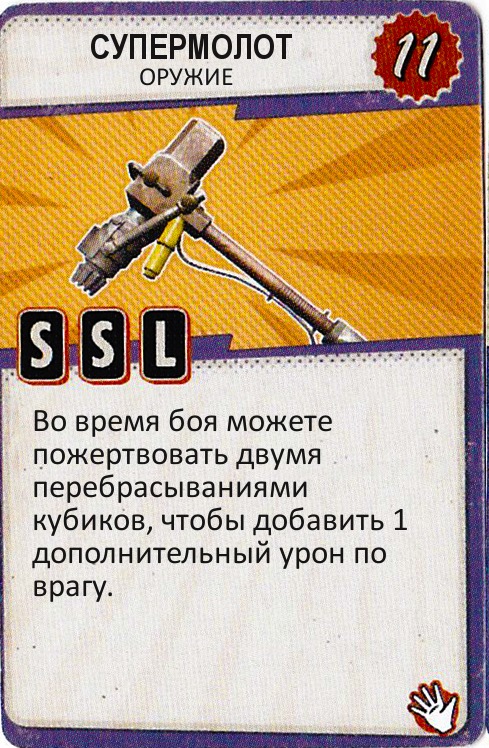 СУПЕРМОЛОТ
11
ОРУЖИЕ
S S L
Во время боя можете
пожертвовать двумя
перебрасываниями
кубиков, чтобы добавить 1
дополнительный урон по
врагу.